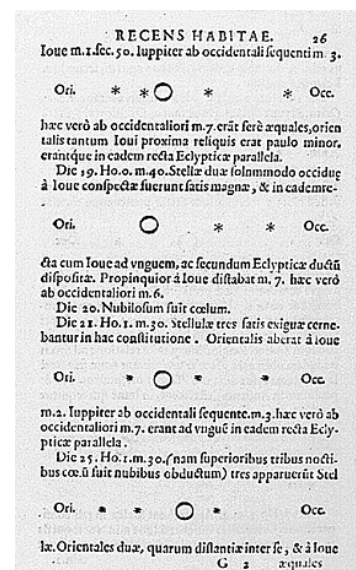 RECENS HABITAE. 26
Ioue m. 1. sec. 50. Iuppiter ab occidentali sequenti m. 3.
Ori. * * O * * Occ.
hæc verò ab occidentaliori m. 7. erãt ferè æquales, orien
talis tantum Ioui proxima reliquis erat paulo minor,
erantque in eadem recta Eclypticæ parallela.
Die 19. Ho. 0. m. 40. Stellæ duæ solummodo occiduę
à Ioue conspectæ fuerunt satis magnæ, & in eadem re-
Ori. O * * Occ.
cta cum Ioue ad vnguem, ac secundum Eclypticæ ductũ
dispositæ. Propinquior à Ioue distabat m. 7. hæc verò
ab occidentaliori m. 6.
Die 20. Nubilosum fuit cœlum.
Die 21. Ho. 1. m. 30. Stellulæ tres satis exiguæ cerne-
bantur in hac constitutione. Orientalis aberat à Ioue
Ori. * O * * Occ.
m. 2. Iuppiter ab occidentali sequente. m. 3. hæc verò ab
occidentaliori m. 7. erant ad vnguẽ in eadem recta Ecly-
pticæ parallela.
Die 25. Ho. 1. m. 30. (nam superioribus tribus nocti-
bus cœ.ũ fuit nubibus obductum) tres apparuerũt Stel
Ori. * * O * Occ.
læ. Orientales duæ, quarum distantiæ inter se, & à Ioue
G 2 æquales